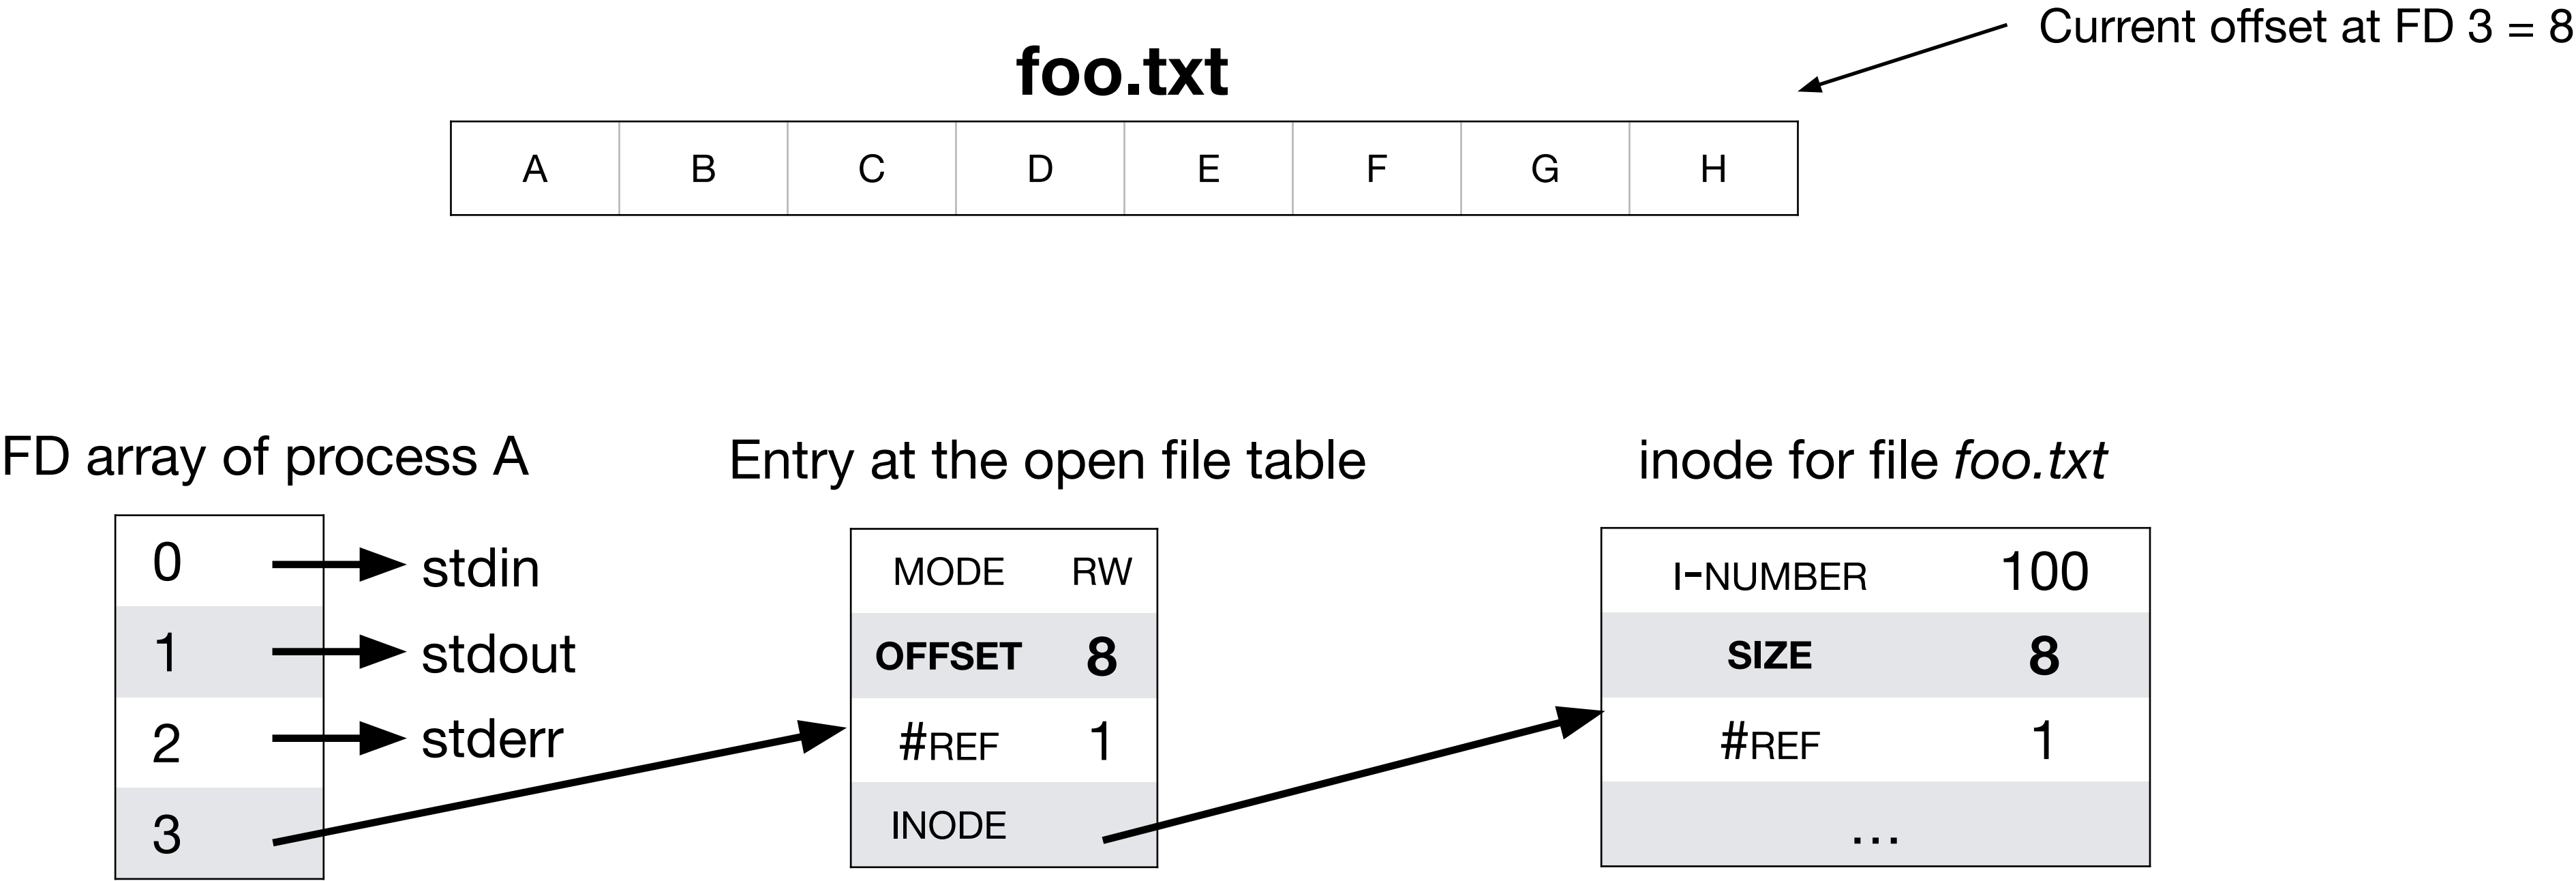 Current offset at FD 3 = 8
foo.txt
A B C D E F G H
FD array of process A
Entry at the open file table
inode for file foo.txt
0 stdin
1 stdout
2 stderr
3
MODE RW
OFFSET 8
#REF 1
INODE
I-NUMBER 100
SIZE 8
#REF 1
...